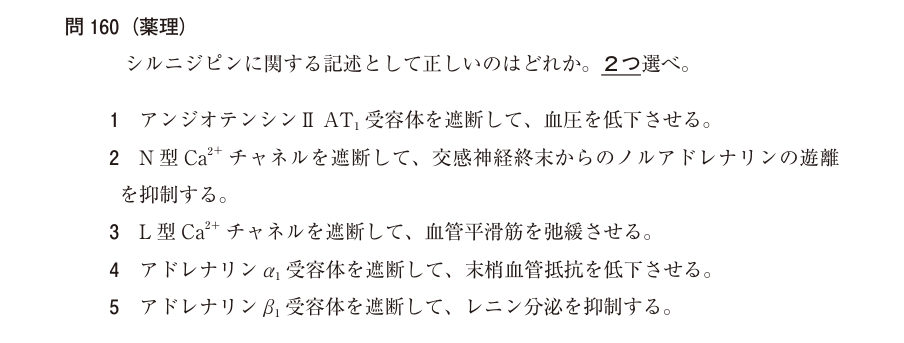 問 160（薬理）
シルニジピンに関する記述として正しいのはどれか。2つ選べ。
1 アンジオテンシンⅡ AT₁ 受容体を遮断して、血圧を低下させる。
2 N 型 Ca²⁺ チャネルを遮断して、交感神経終末からのノルアドレナリンの遊離
を抑制する。
3 L 型 Ca²⁺ チャネルを遮断して、血管平滑筋を弛緩させる。
4 アドレナリン α₁ 受容体を遮断して、末梢血管抵抗を低下させる。
5 アドレナリン β₁ 受容体を遮断して、レニン分泌を抑制する。